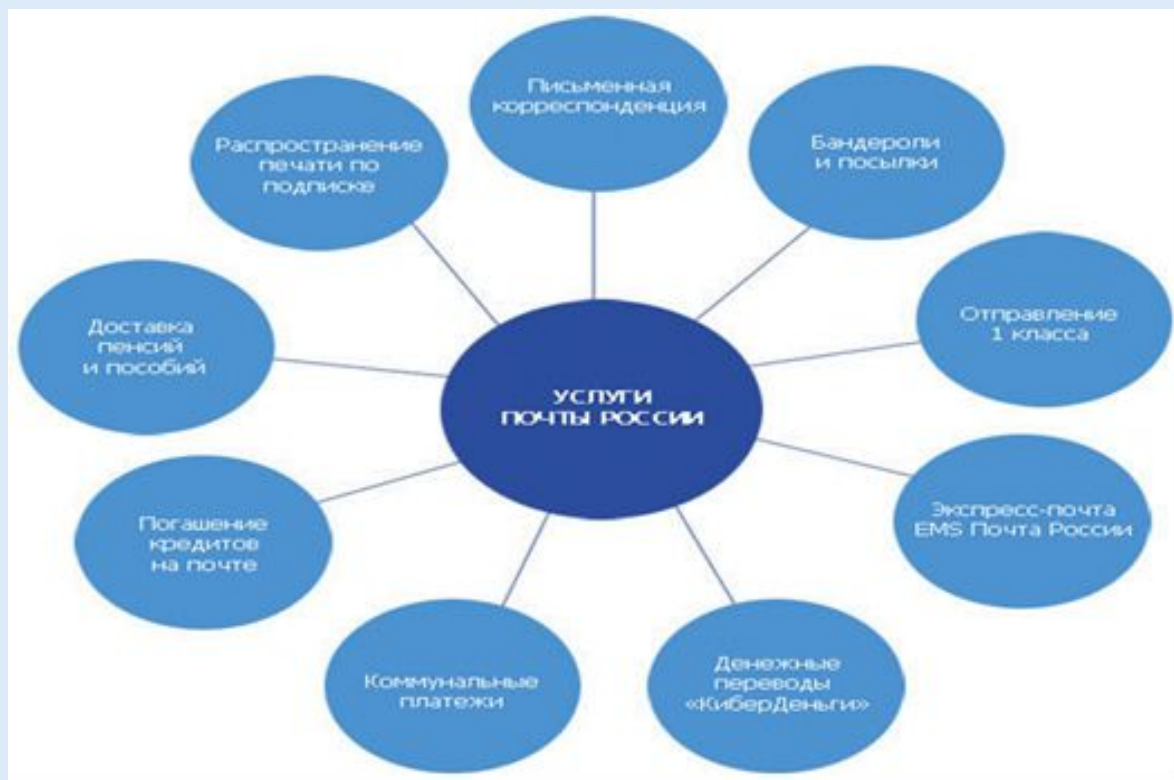 Письменная
корреспонденция
Бандероли
и посылки
Отправление
1 класса
Экспресс-почта
EMS Почта России
Денежные
переводы
«КиберДеньги»
Коммунальные
платежи
Погашение
кредитов
на почте
Доставка
пенсий
и пособий
Распространение
печати по
подписке
УСЛУГИ
ПОЧТЫ РОССИИ